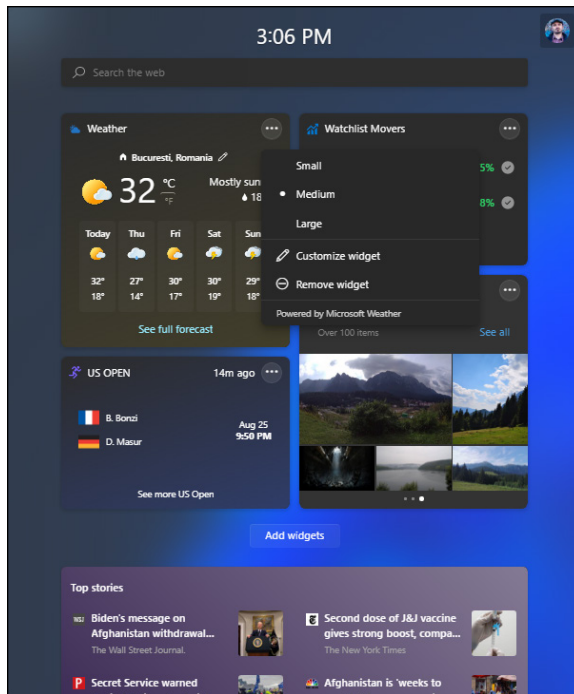 3:06 PM
Search the web
Weather
Bucuresti, Romania
32 °C
°F
Mostly sun
18
Today Thu Fri Sat Sun
32° 27° 30° 30° 29°
18° 14° 17° 19° 18°
See full forecast
Watchlist Movers
5%
8%
Small
Medium
Large
Customize widget
Remove widget
Powered by Microsoft Weather
Over 100 items
See all
US OPEN
14m ago
B. Bonzi
D. Masur
Aug 25
9:50 PM
See more US Open
Add widgets
Top stories
WSJ
Biden's message on
Afghanistan withdrawal...
The Wall Street Journal.
Second dose of J&J vaccine
gives strong boost, compa...
The New York Times
P
Secret Service warned
Afghanistan is 'weeks to